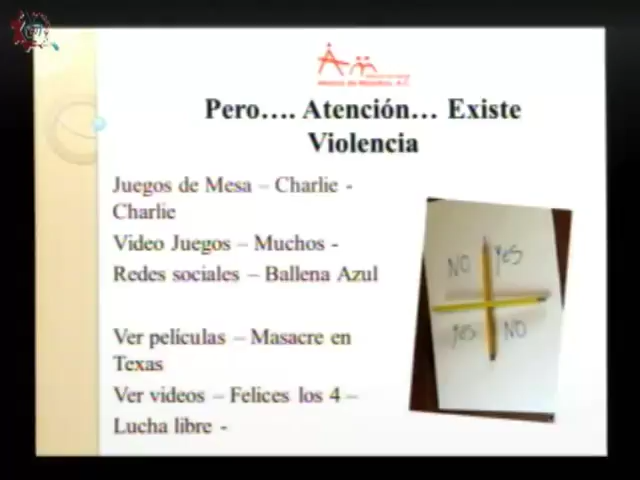 Pero…. Atención… Existe
Violencia
Juegos de Mesa – Charlie -
Charlie
Video Juegos – Muchos -
Redes sociales – Ballena Azul
Ver películas – Masacre en
Texas
Ver videos – Felices los 4 –
Lucha libre -
NO yes
yes NO